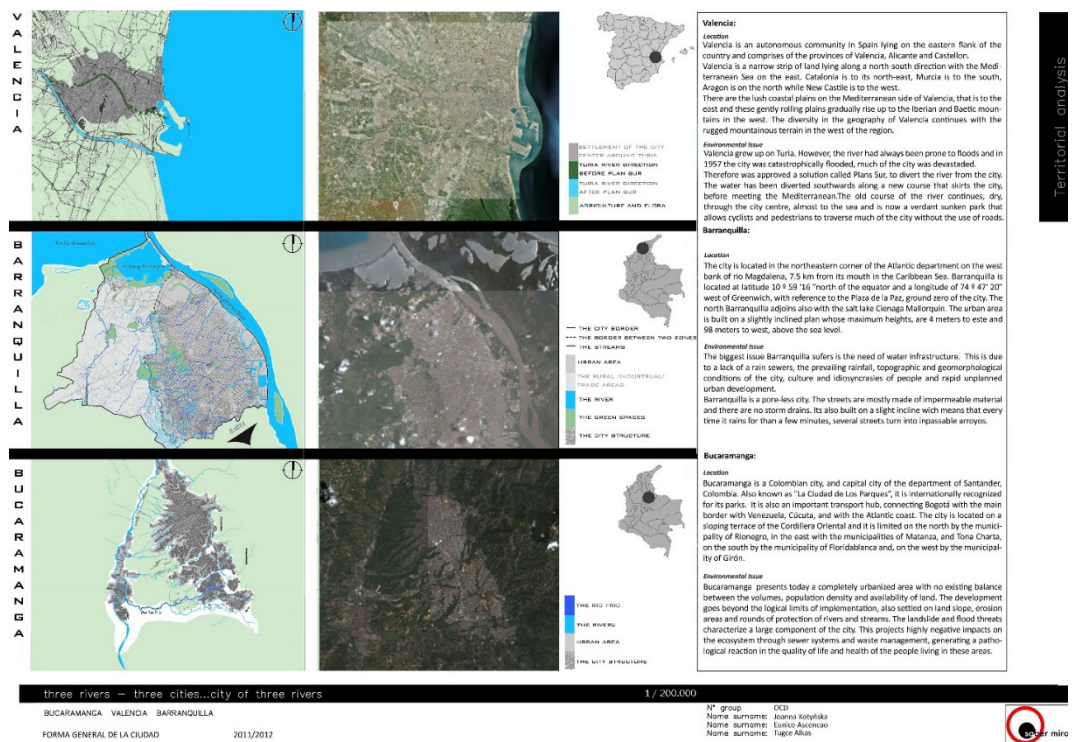 VALENCIA
SETTLEMENT OF THE CITY
CENTER AROUND TURIA
TURIA RIVER DIRECTION
BEFORE PLAN SUR
TURIA RIVER DIRECTION
AFTER PLAN SUR
AGRICULTURE AND FLORA
Valencia:
Location
Valencia is an autonomous community in Spain lying on the eastern flank of the
country and comprises of the provinces of Valencia, Alicante and Castellon.
Valencia is a narrow strip of land lying along a north-south direction with the Medi-
terranean Sea on the east. Catalonia is to its north-east, Murcia is to the south,
Aragon is on the north while New Castile is to the west.
There are the lush coastal plains on the Mediterranean side of Valencia, that is to the
east and these gently rolling plains gradually rise up to the Iberian and Baetic moun-
tains in the west. The diversity in the geography of Valencia continues with the
rugged mountainous terrain in the west of the region.
Environmental Issue
Valencia grew up on Turia. However, the river had always been prone to floods and in
1957 the city was catastrophically flooded, much of the city was devastaded.
Therefore was approved a solution called Plans Sur, to divert the river from the city.
The water has been diverted southwards along a new course that skirts the city,
before meeting the Mediterranean.The old course of the river continues, dry,
through the city centre, almost to the sea and is now a verdant sunken park that
allows cyclists and pedestrians to traverse much of the city without the use of roads.
Territorial analysis
BARRANQUILLA
THE CITY BORDER
THE BORDER BETWEEN TWO ZONES
THE STREAMS
URBAN AREA
THE RURAL /INDUSTRIAL/
TRADE AREAS
THE RIVER
THE GREEN SPACES
THE CITY STRUCTURE
Barranquilla:
Location
The city is located in the northeastern corner of the Atlantic department on the west
bank of rio Magdalena, 7.5 km from its mouth in the Caribbean Sea. Barranquilla is
located at latitude 10 º 59 '16 "north of the equator and a longitude of 74 º 47' 20"
west of Greenwich, with reference to the Plaza de la Paz, ground zero of the city. The
north Barranquilla adjoins also with the salt lake Cienaga Mallorquin. The urban area
is built on a slightly inclined plan whose maximum heights, are 4 meters to este and
98 meters to west, above the sea level.
Environmental Issue
The biggest issue Barranquilla sufers is the need of water infrastructure. This is due
to a lack of a rain sewers, the prevailing rainfall, topographic and geomorphological
conditions of the city, culture and idiosyncrasies of people and rapid unplanned
urban development.
Barranquilla is a pore-less city. The streets are mostly made of impermeable material
and there are no storm drains. Its also built on a slight incline wich means that every
time it rains for than a few minutes, several streets turn into inpassable arroyos.
BUCARAMANGA
THE RIO FRIO
THE RIVERS
URBAN AREA
THE CITY STRUCTURE
Bucaramanga:
Location
Bucaramanga is a Colombian city, and capital city of the department of Santander,
Colombia. Also known as "La Ciudad de Los Parques", it is internationally recognized
for its parks. It is also an important transport hub, connecting Bogotá with the main
border with Venezuela, Cúcuta, and with the Atlantic coast. The city is located on a
sloping terrace of the Cordillera Oriental and it is limited on the north by the munici-
pality of Rionegro, in the east with the municipalities of Matanza, and Tona Charta,
on the south by the municipality of Floridablanca and, on the west by the municipal-
ity of Girón.
Environmental Issue
Bucaramanga presents today a completely urbanized area with no existing balance
between the volumes, population density and availability of land. The development
goes beyond the logical limits of implementation, also settled on land slope, erosion
areas and rounds of protection of rivers and streams. The landslide and flood threats
characterize a large component of the city. This projects highly negative impacts on
the ecosystem through sewer systems and waste management, generating a patho-
logical reaction in the quality of life and health of the people living in these areas.
three rivers – three cities...city of three rivers
1 / 200.000
BUCARAMANGA VALENCIA BARRANQUILLA
FORMA GENERAL DE LA CIUDAD 2011/2012
Nº group OCD
Name surname: Joanna Kotyńska
Name surname: Eunice Ascencao
Name surname: Tugce Alkas
saber mirar